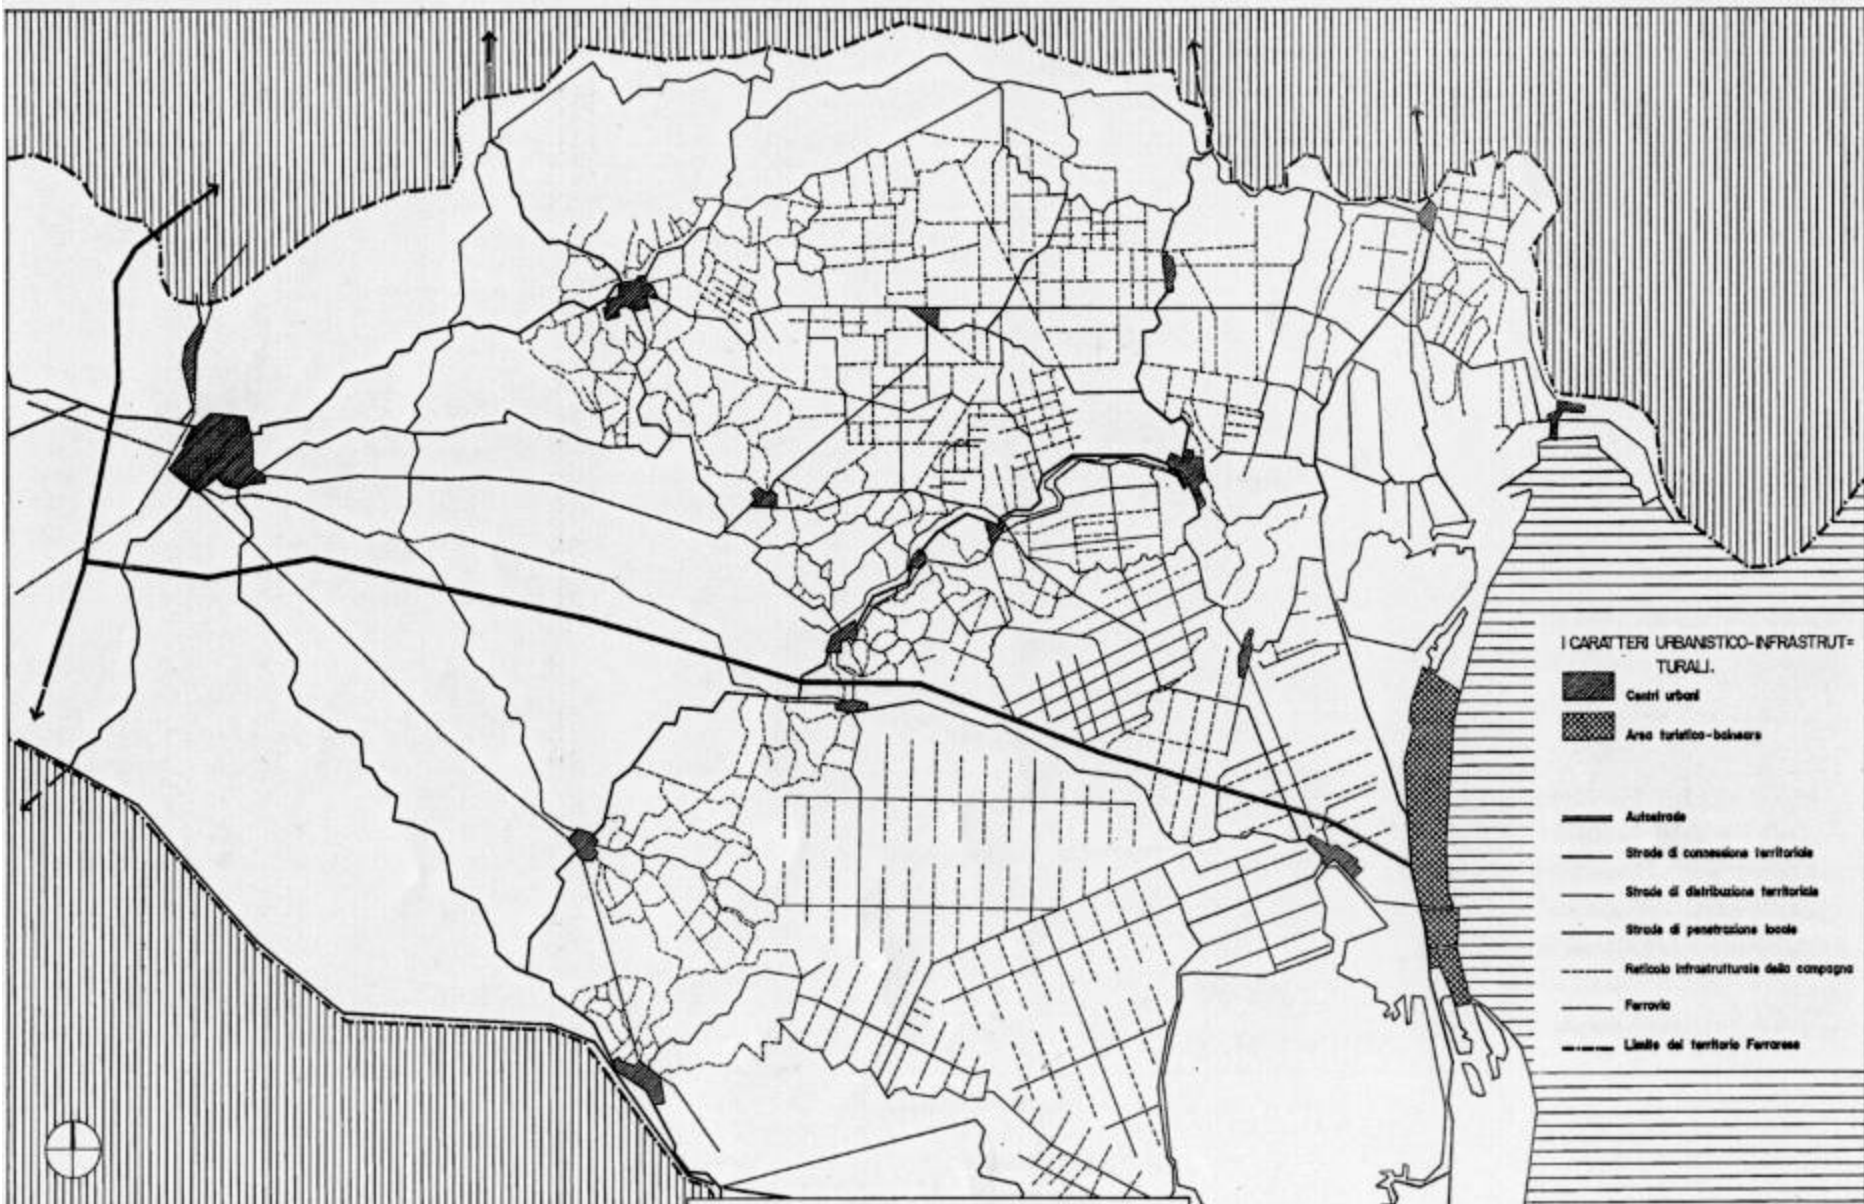 I CARATTERI URBANISTICO-INFRASTRUT=
TURALI.
Centri urbani
Area turistico-balneare
Autostrade
Strade di connessione territoriale
Strade di distribuzione territoriale
Strade di penetrazione locale
Reticolo infrastrutturale della campagna
Ferrovia
Limite del territorio Ferrarese